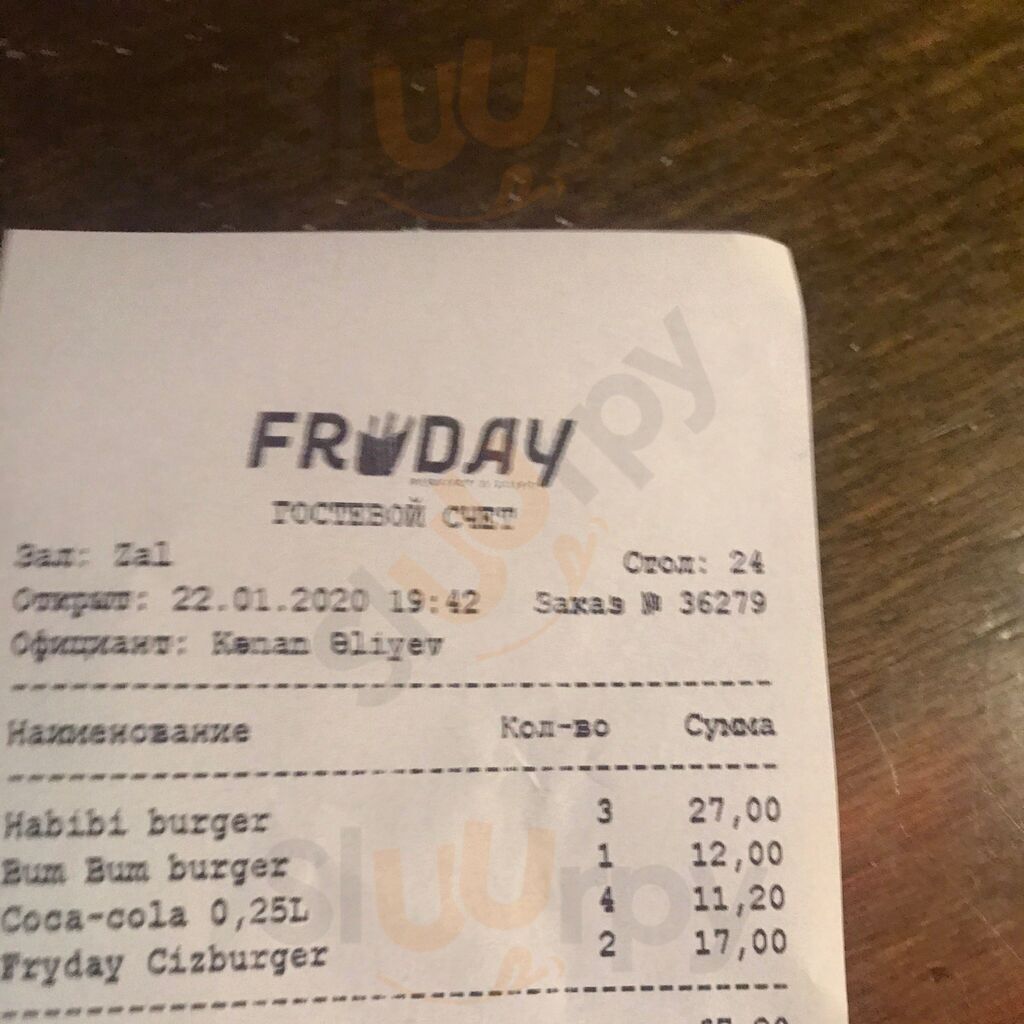 FRYDAY
ГОСТЕВОЙ СЧЕТ
Зал: Zal Стол: 24
Открыт: 22.01.2020 19:42 Заказ № 36279
Официант: Kənan Əliyev
Наименование Кол-во Сумма
Habibi burger 3 27,00
Bum Bum burger 1 12,00
Coca-cola 0,25L 4 11,20
Fryday Cizburger 2 17,00
Sluurpy
Sluurpy